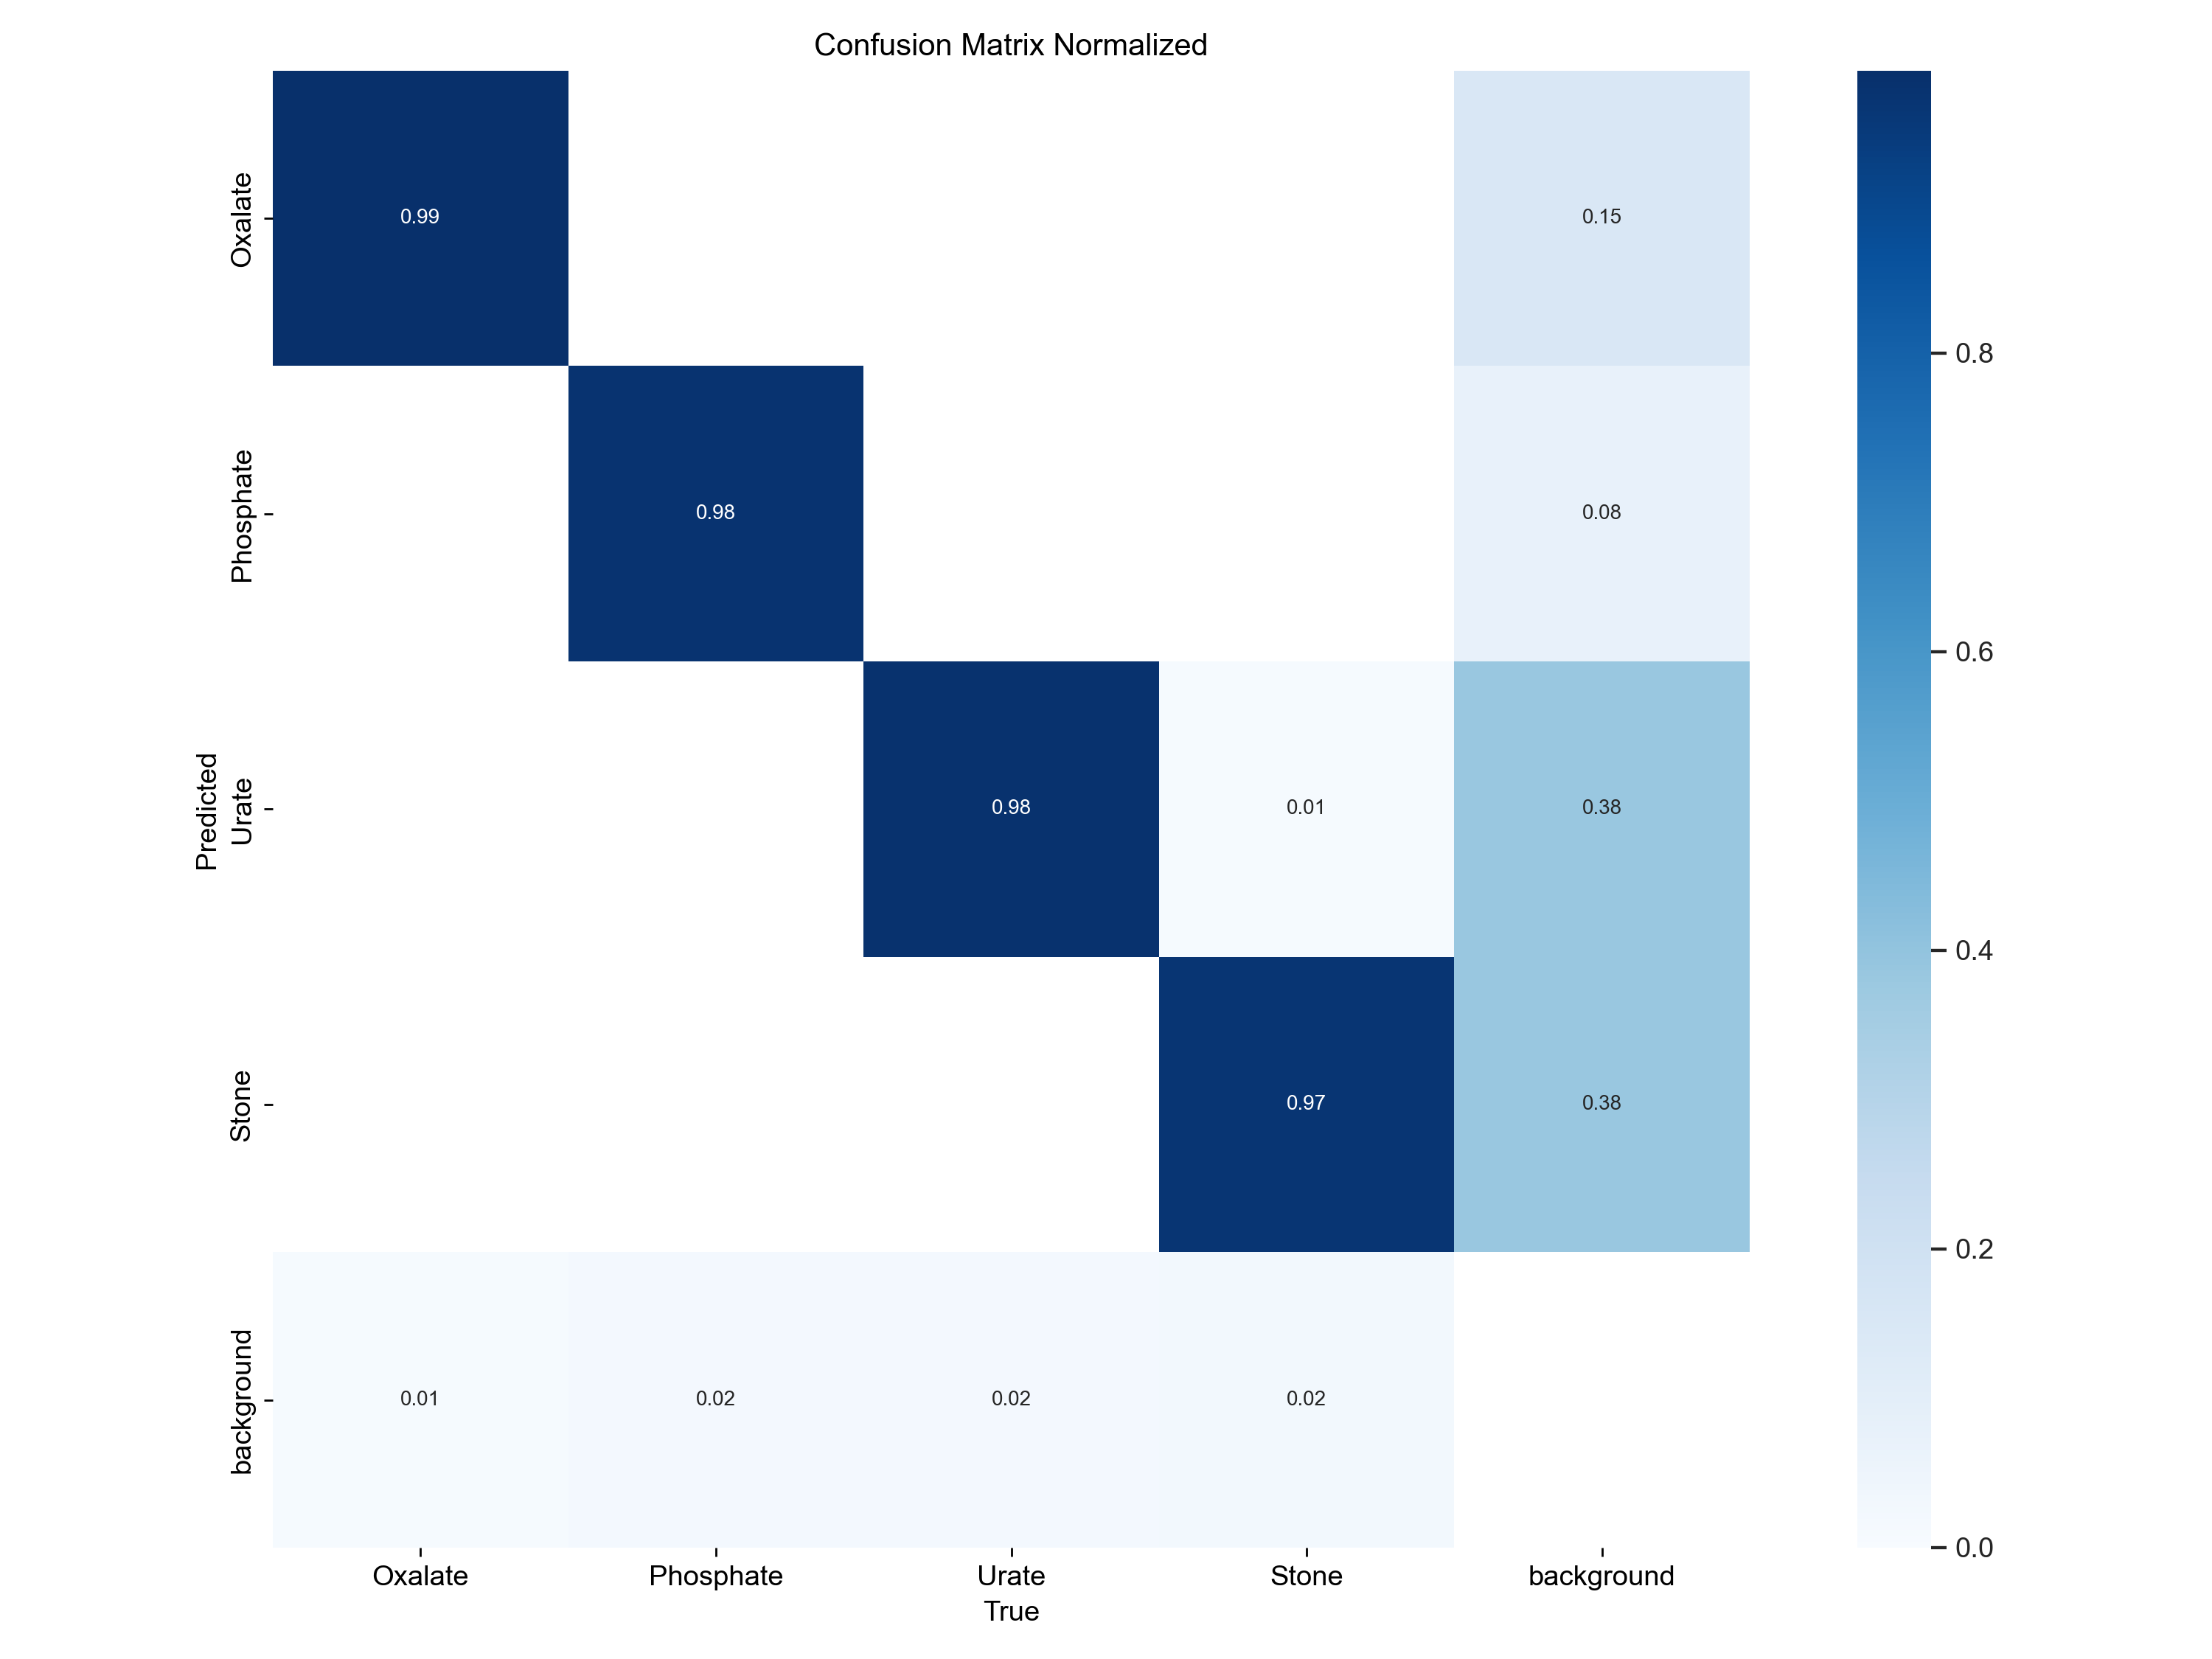 Confusion Matrix Normalized
Predicted
Oxalate
0.99
0.15
Phosphate
0.98
0.08
Urate
0.98
0.01
0.38
Stone
0.97
0.38
background
0.01
0.02
0.02
0.02
Oxalate
Phosphate
Urate
Stone
background
True
0.8
0.6
0.4
0.2
0.0